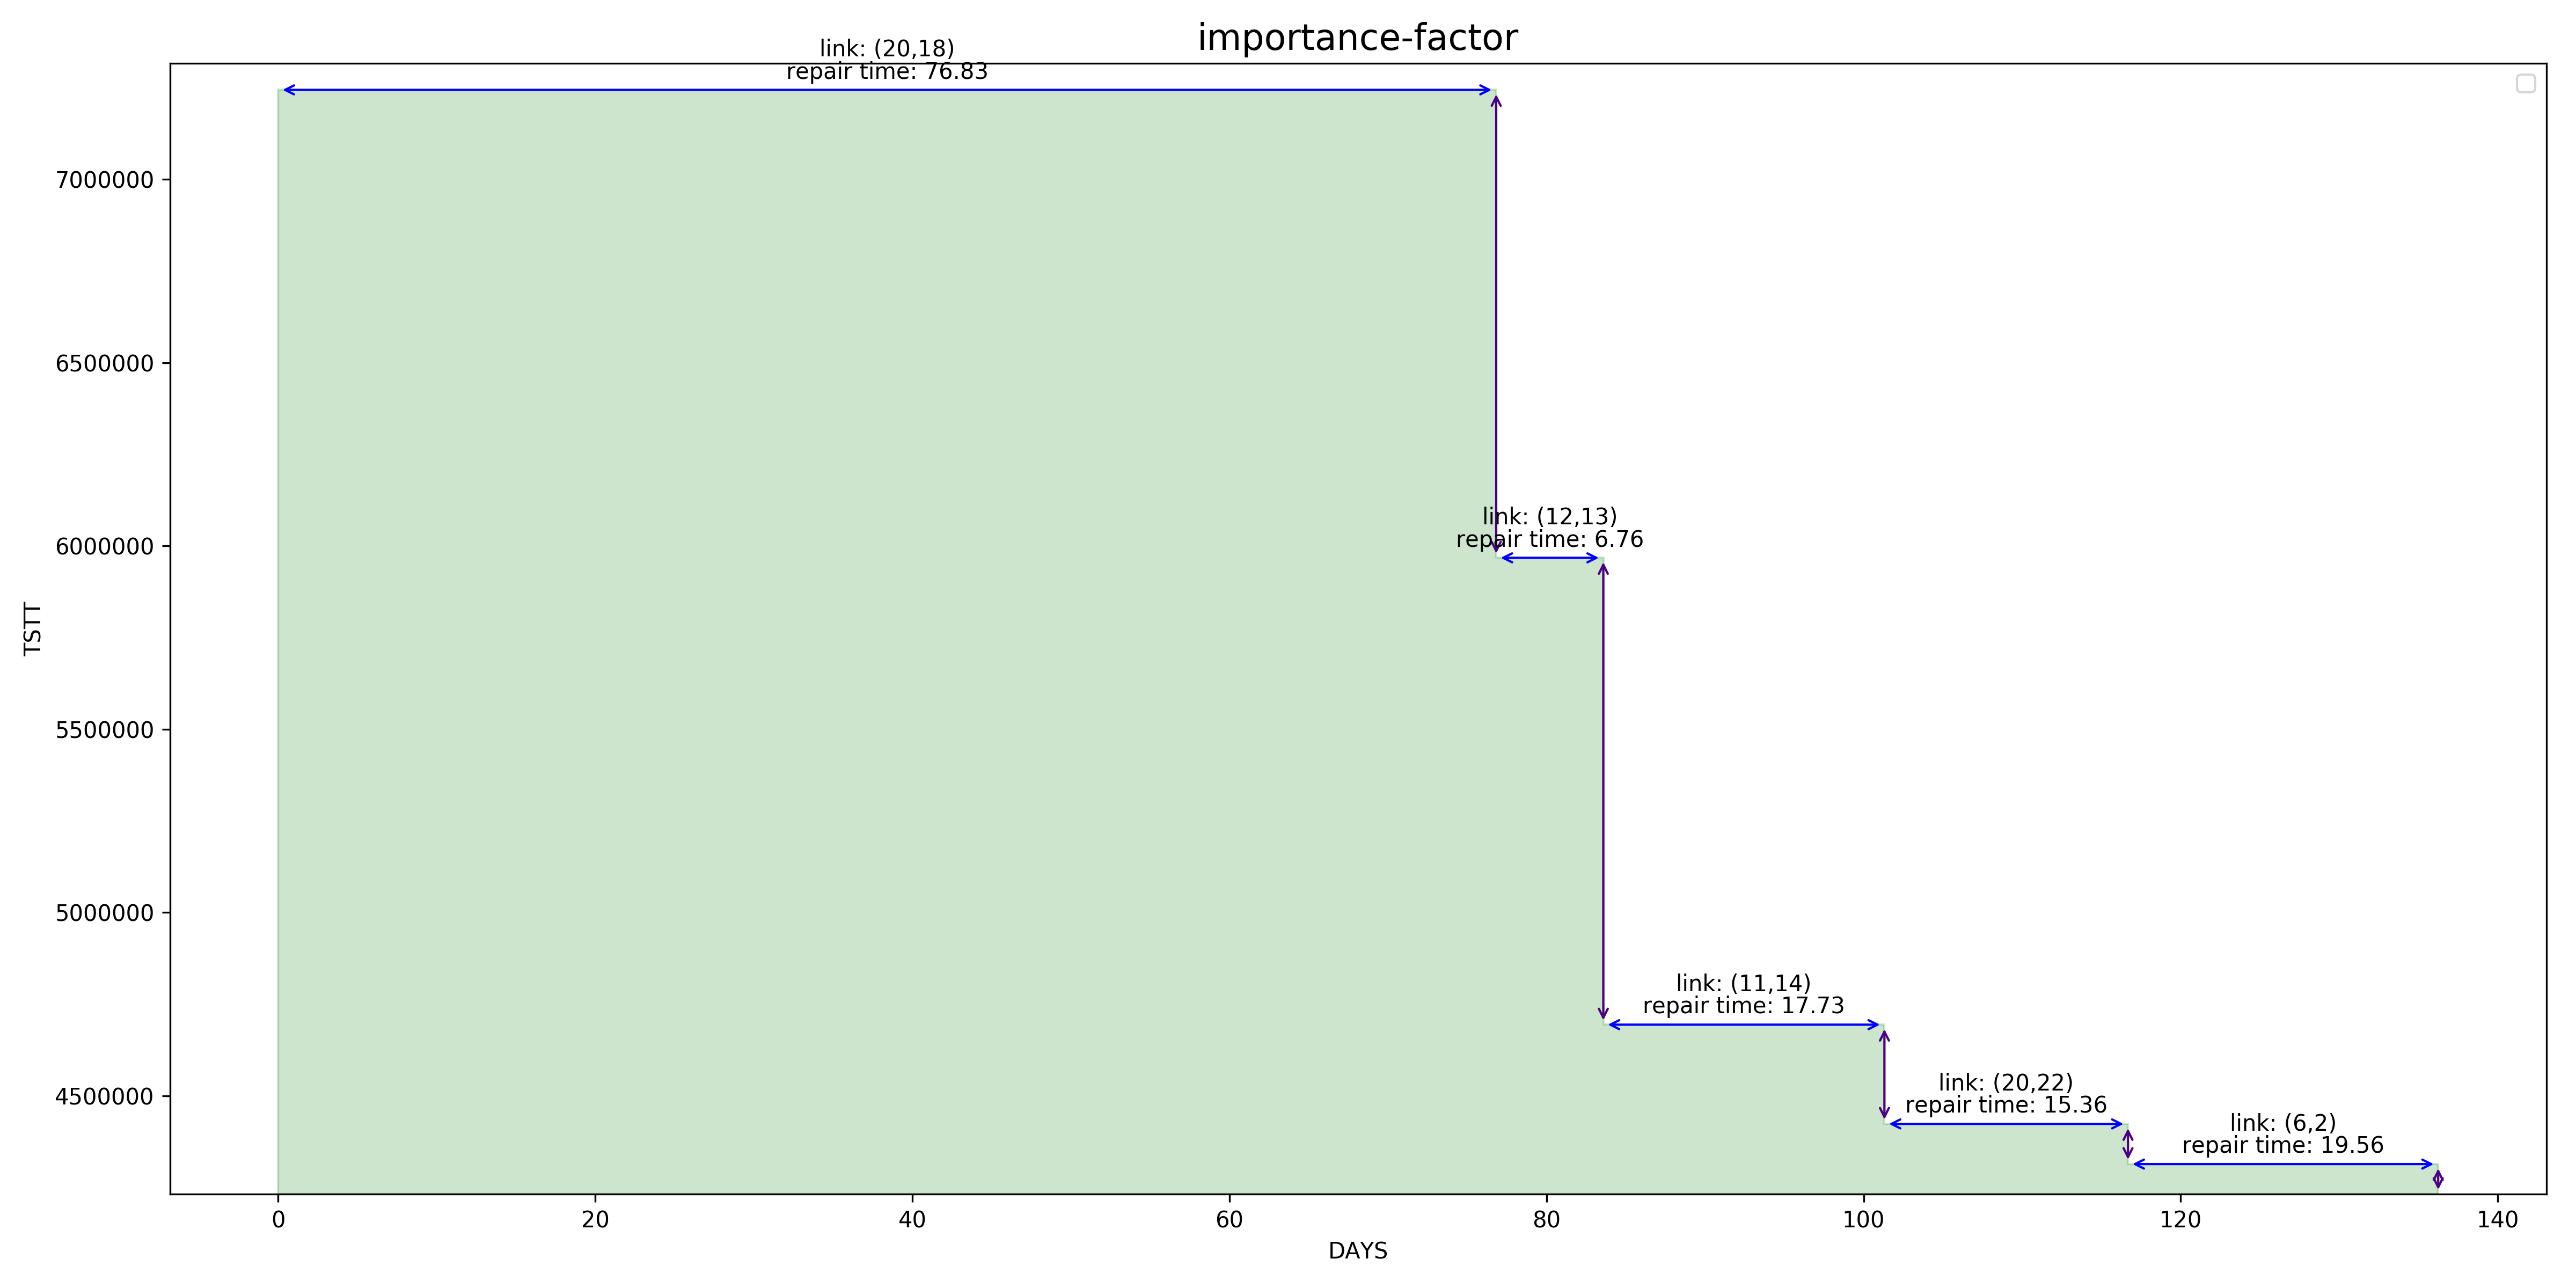 importance-factor
link: (20,18)
repair time: 76.83
7000000
6500000
6000000
5500000
5000000
4500000
TSTT
link: (12,13)
repair time: 6.76
link: (11,14)
repair time: 17.73
link: (20,22)
repair time: 15.36
link: (6,2)
repair time: 19.56
0 20 40 60 80 100 120 140
DAYS